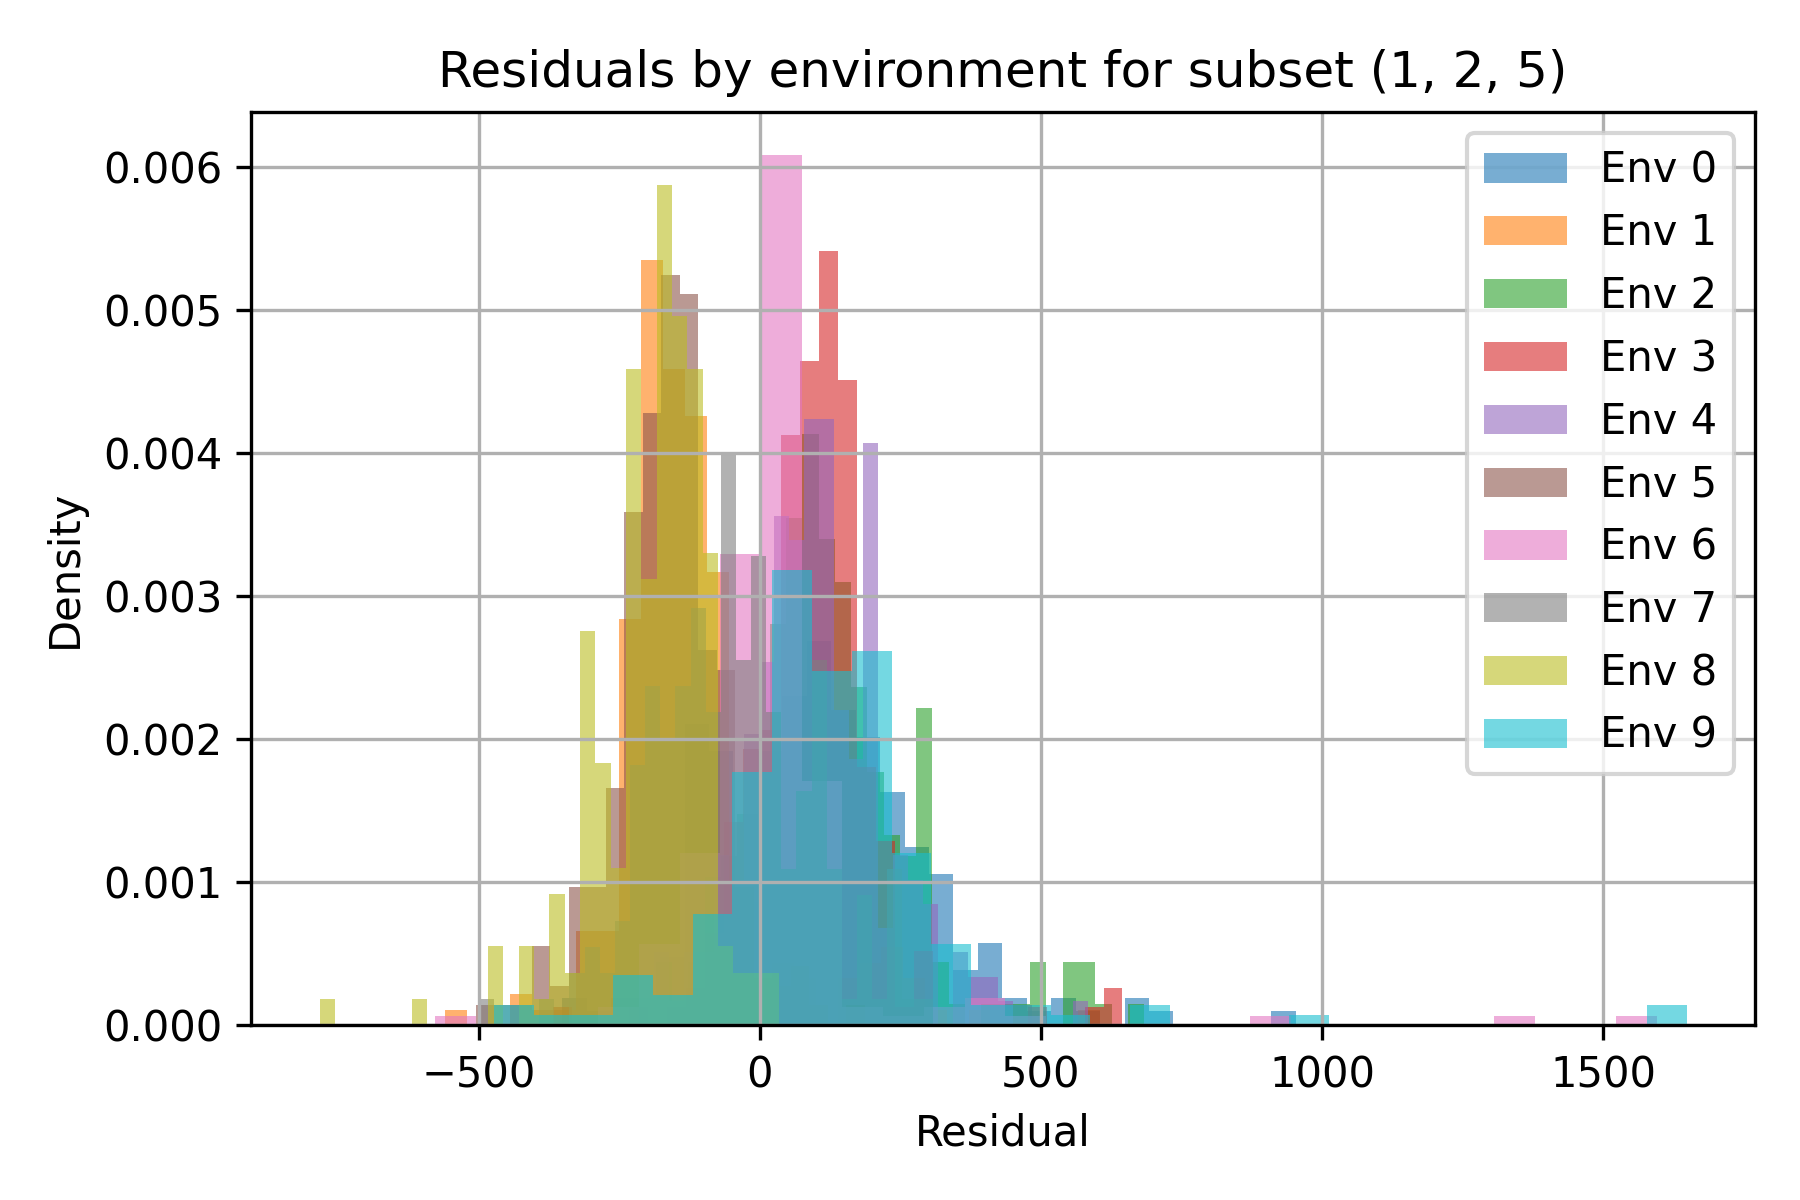 Residuals by environment for subset (1, 2, 5)
0.006
0.005
0.004
0.003
0.002
0.001
0.000
Density
−500
0
500
1000
1500
Residual
Env 0
Env 1
Env 2
Env 3
Env 4
Env 5
Env 6
Env 7
Env 8
Env 9